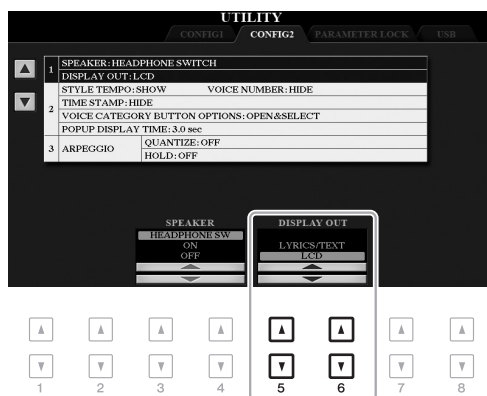 UTILITY
CONFIG1 CONFIG2 PARAMETER LOCK USB
1 SPEAKER:HEADPHONE SWITCH
DISPLAY OUT:LCD
2 STYLE TEMPO:SHOW VOICE NUMBER:HIDE
TIME STAMP:HIDE
VOICE CATEGORY BUTTON OPTIONS:OPEN&SELECT
POPUP DISPLAY TIME:3.0 sec
3 ARPEGGIO QUANTIZE:OFF
HOLD:OFF
SPEAKER DISPLAY OUT
HEADPHONE SW
ON LYRICS/TEXT
OFF LCD
1 2 3 4 5 6 7 8